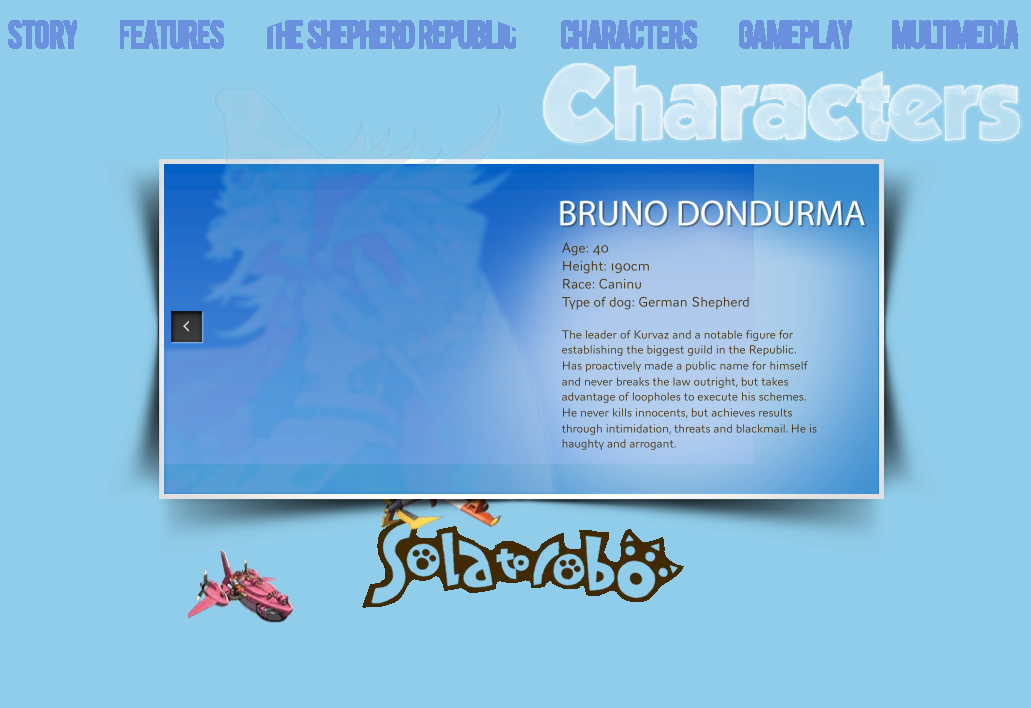 STORY FEATURES THE SHEPHERD REPUBLIC CHARACTERS GAMEPLAY MULTIMEDIA
Characters
BRUNO DONDURMA
Age: 40
Height: 190cm
Race: Caninu
Type of dog: German Shepherd
The leader of Kurvaz and a notable figure for
establishing the biggest guild in the Republic.
Has proactively made a public name for himself
and never breaks the law outright, but takes
advantage of loopholes to execute his schemes.
He never kills innocents, but achieves results
through intimidation, threats and blackmail. He is
haughty and arrogant.
Solatorobo